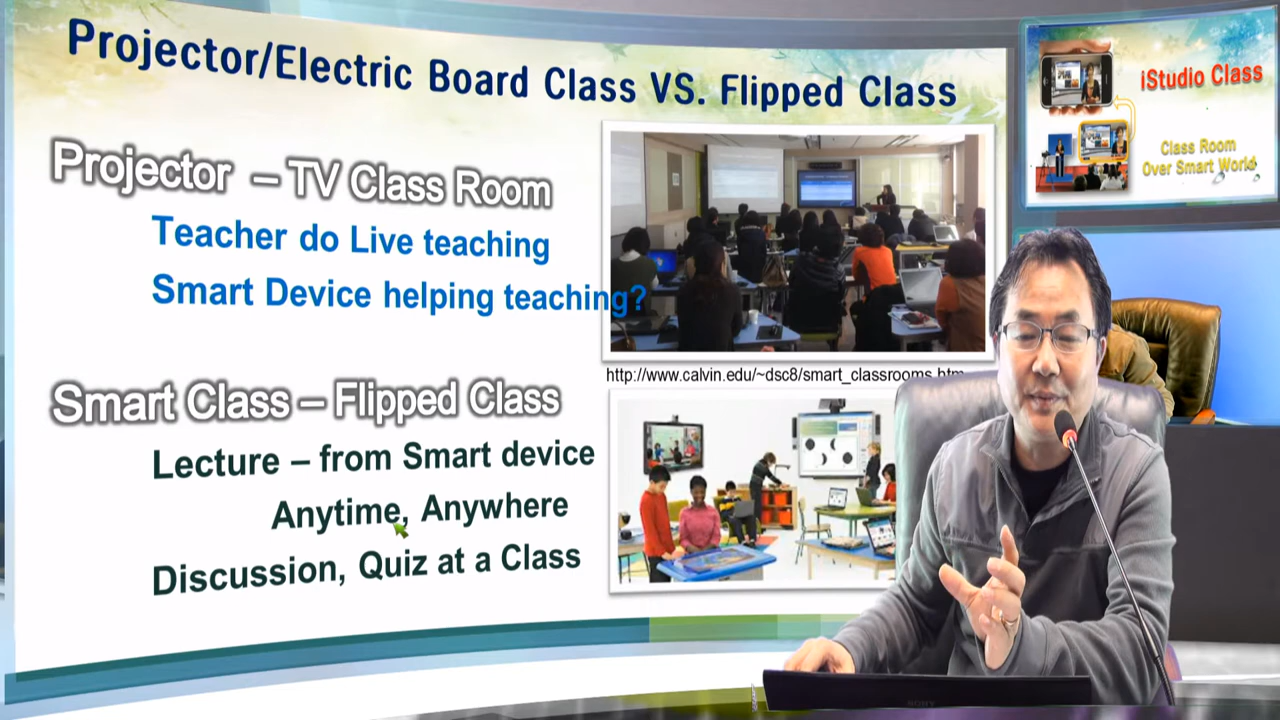 Projector/Electric Board Class VS. Flipped Class
Projector – TV Class Room
Teacher do Live teaching
Smart Device helping teaching?
http://www.calvin.edu/~dsc8/smart_classrooms.htm
Smart Class – Flipped Class
Lecture – from Smart device
Anytime, Anywhere
Discussion, Quiz at a Class
iStudio Class
Class Room
Over Smart World
SONY